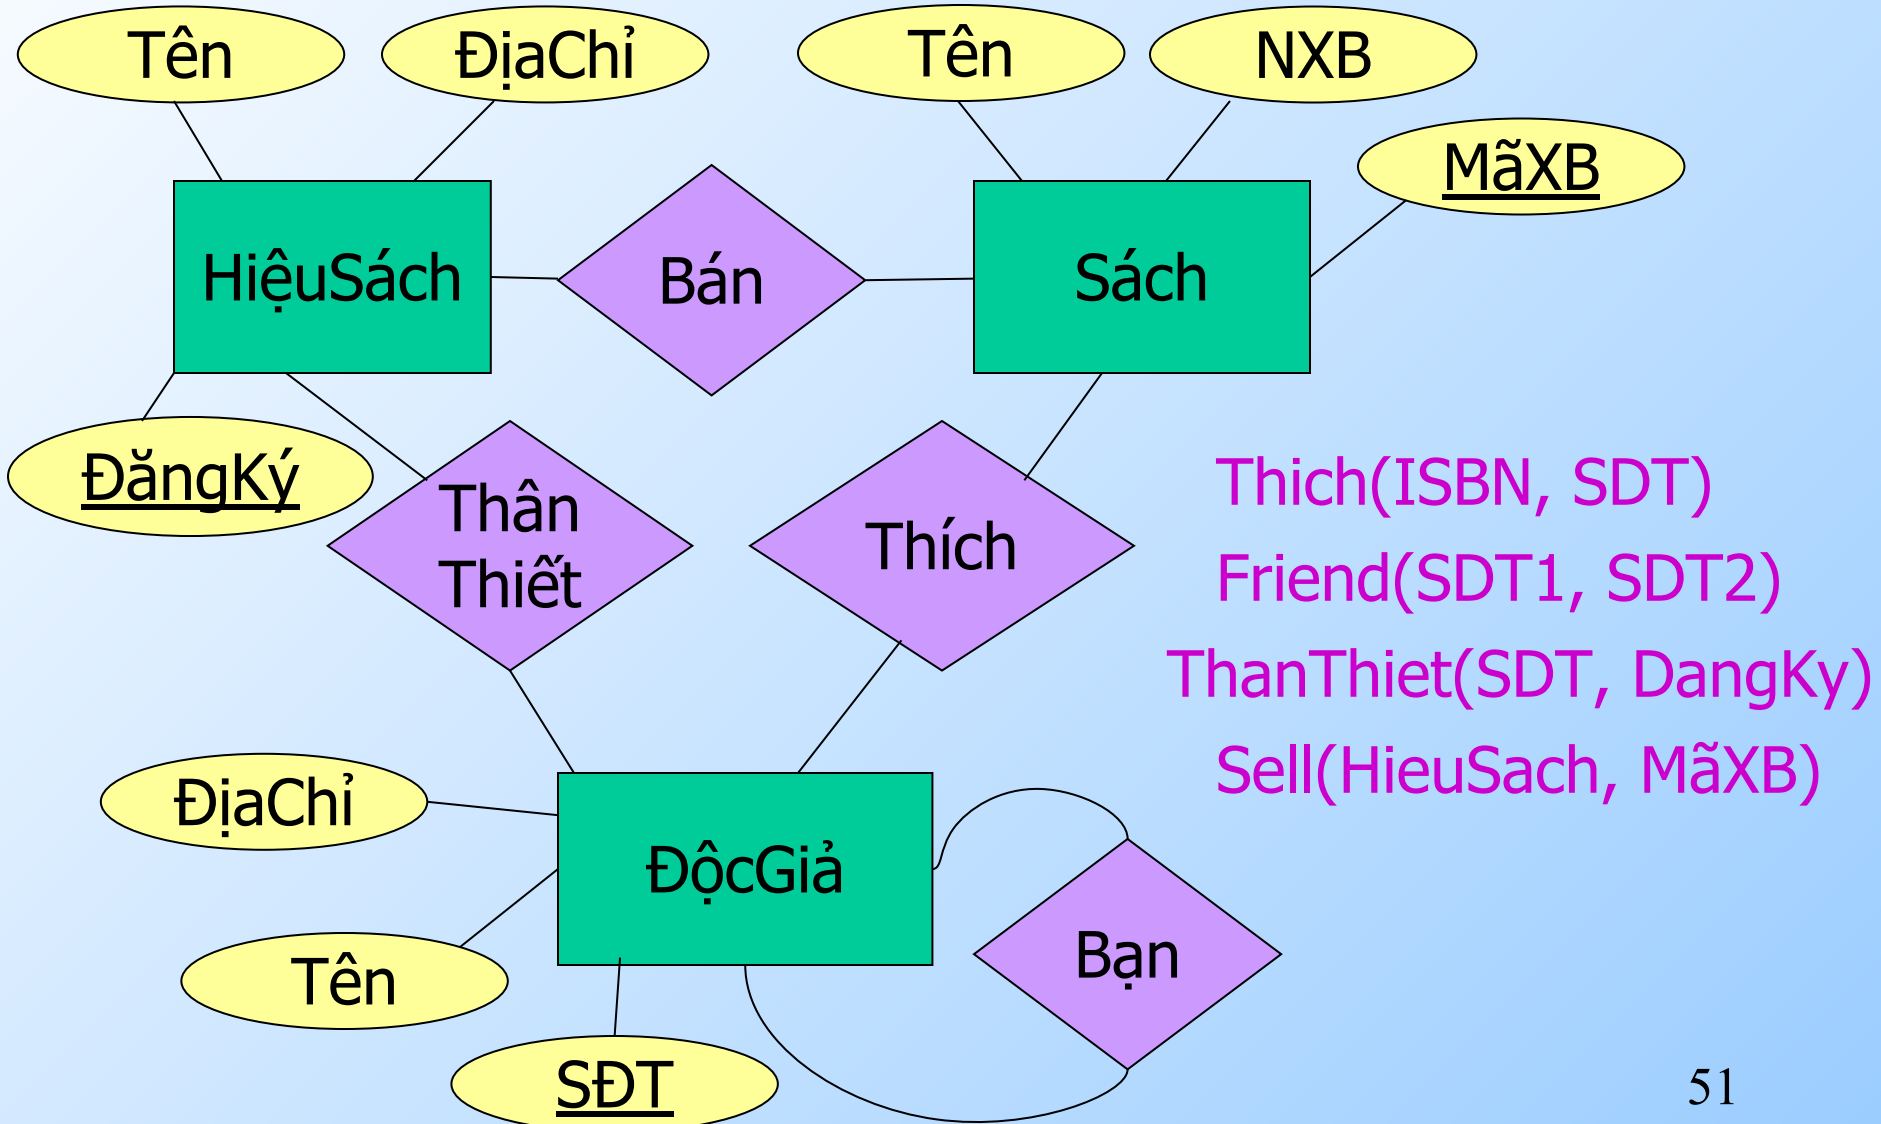 Tên
ĐịaChỉ
Tên
NXB
MãXB
HiệuSách
Bán
Sách
ĐăngKý
Thân
Thiết
Thích
Thich(ISBN, SDT)
Friend(SDT1, SDT2)
ThanThiet(SDT, DangKy)
Sell(HieuSach, MãXB)
ĐịaChỉ
ĐộcGiả
Bạn
Tên
SĐT
51